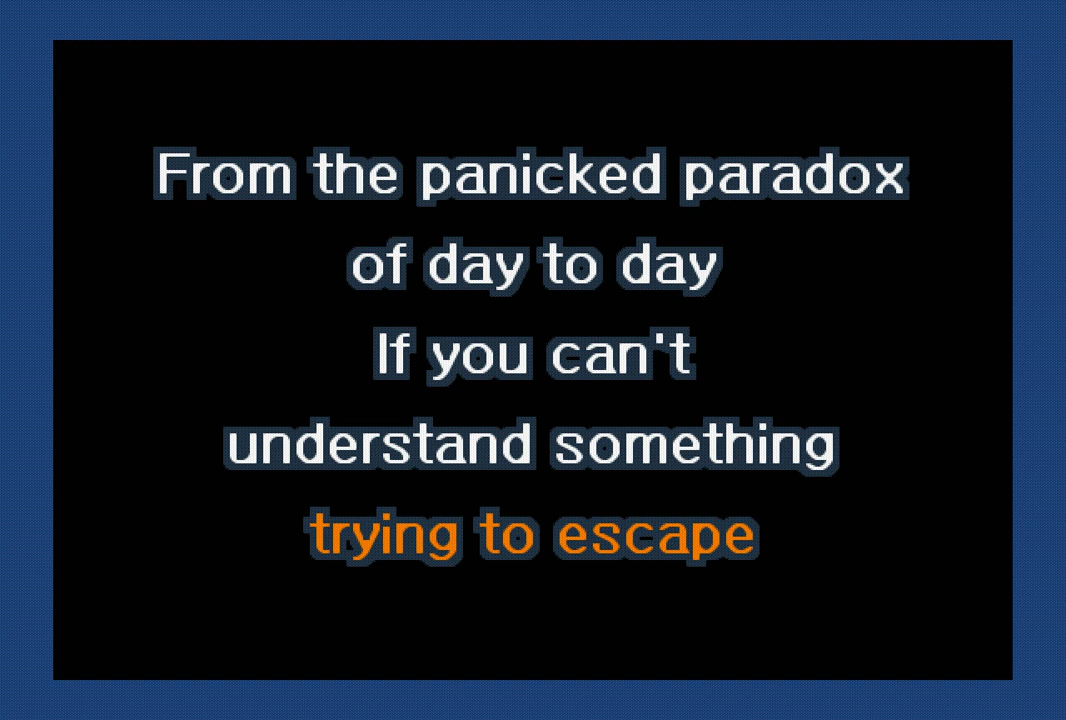 From the panicked paradox
of day to day
If you can't
understand something
trying to escape